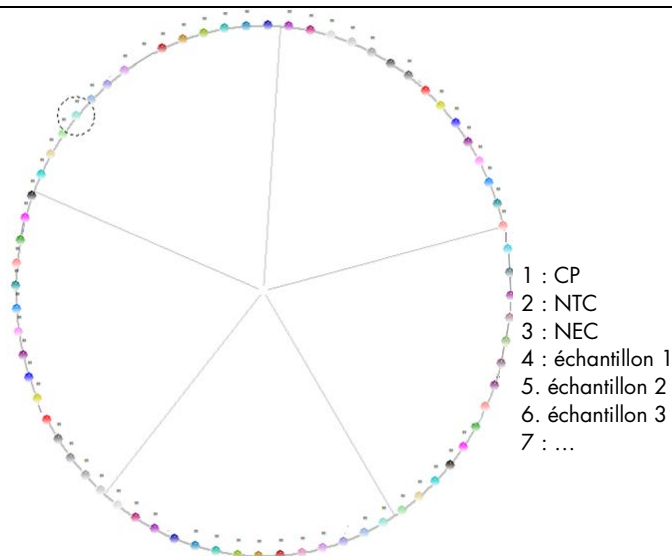 1 : CP
2 : NTC
3 : NEC
4 : échantillon 1
5. échantillon 2
6. échantillon 3
7 : ...